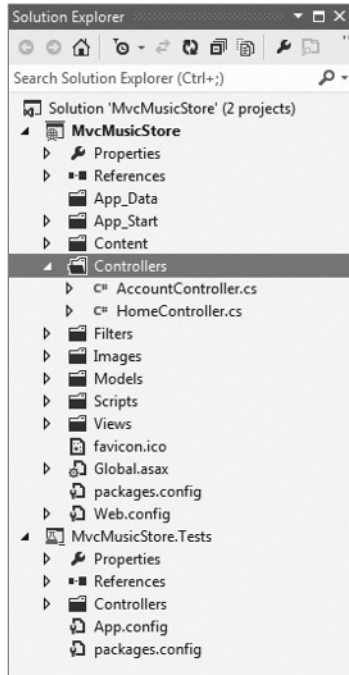 Solution Explorer
Search Solution Explorer (Ctrl+;)
Solution 'MvcMusicStore' (2 projects)
MvcMusicStore
Properties
References
App_Data
App_Start
Content
Controllers
C# AccountController.cs
C# HomeController.cs
Filters
Images
Models
Scripts
Views
favicon.ico
Global.asax
packages.config
Web.config
MvcMusicStore.Tests
Properties
References
Controllers
App.config
packages.config